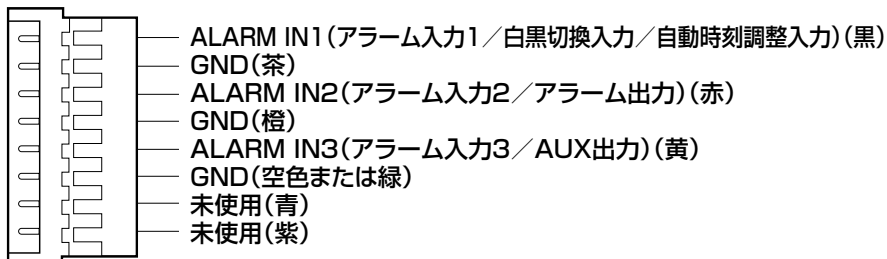 ALARM IN1(アラーム入力1／白黒切換入力／自動時刻調整入力)(黒)
GND(茶)
ALARM IN2(アラーム入力2／アラーム出力)(赤)
GND(橙)
ALARM IN3(アラーム入力3／AUX出力)(黄)
GND(空色または緑)
未使用(青)
未使用(紫)